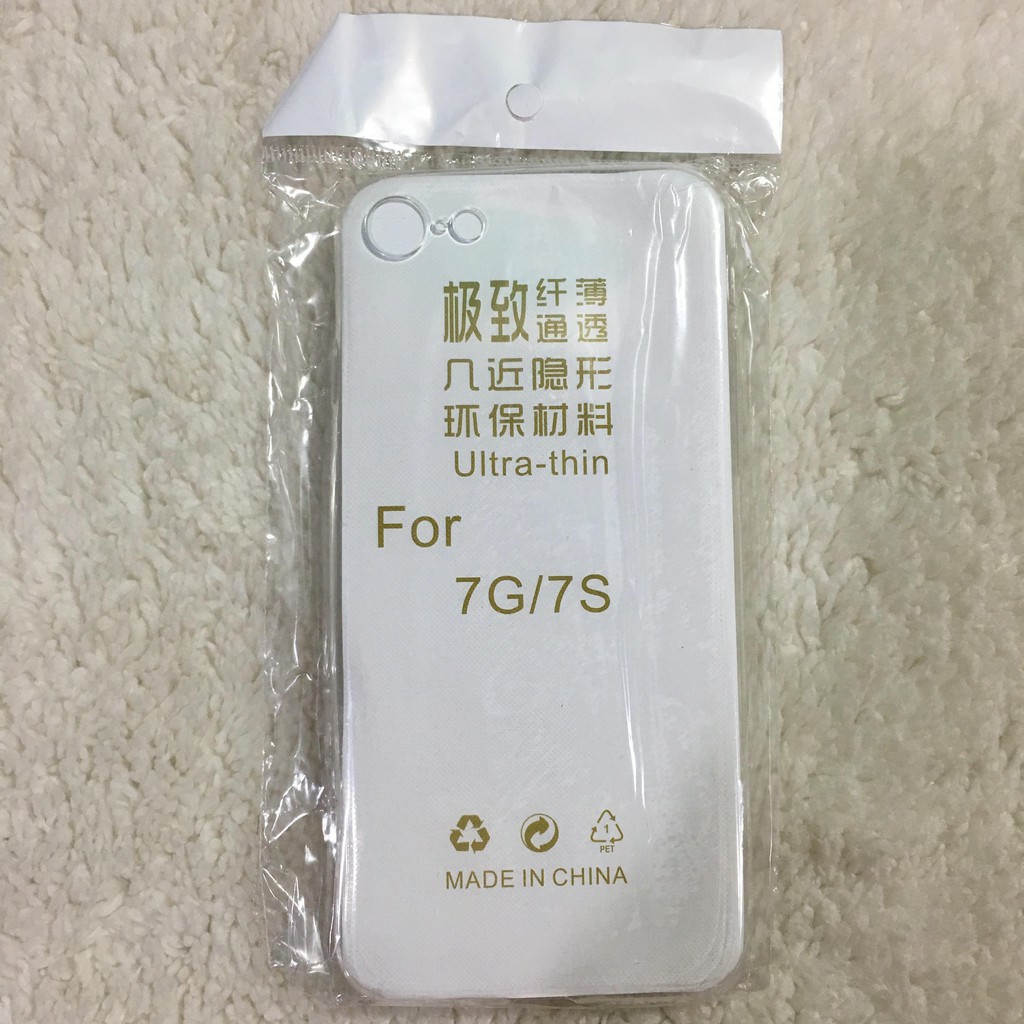 极致纤薄
通透
几近隐形
环保材料
Ultra-thin
For
7G/7S
1
PET
MADE IN CHINA